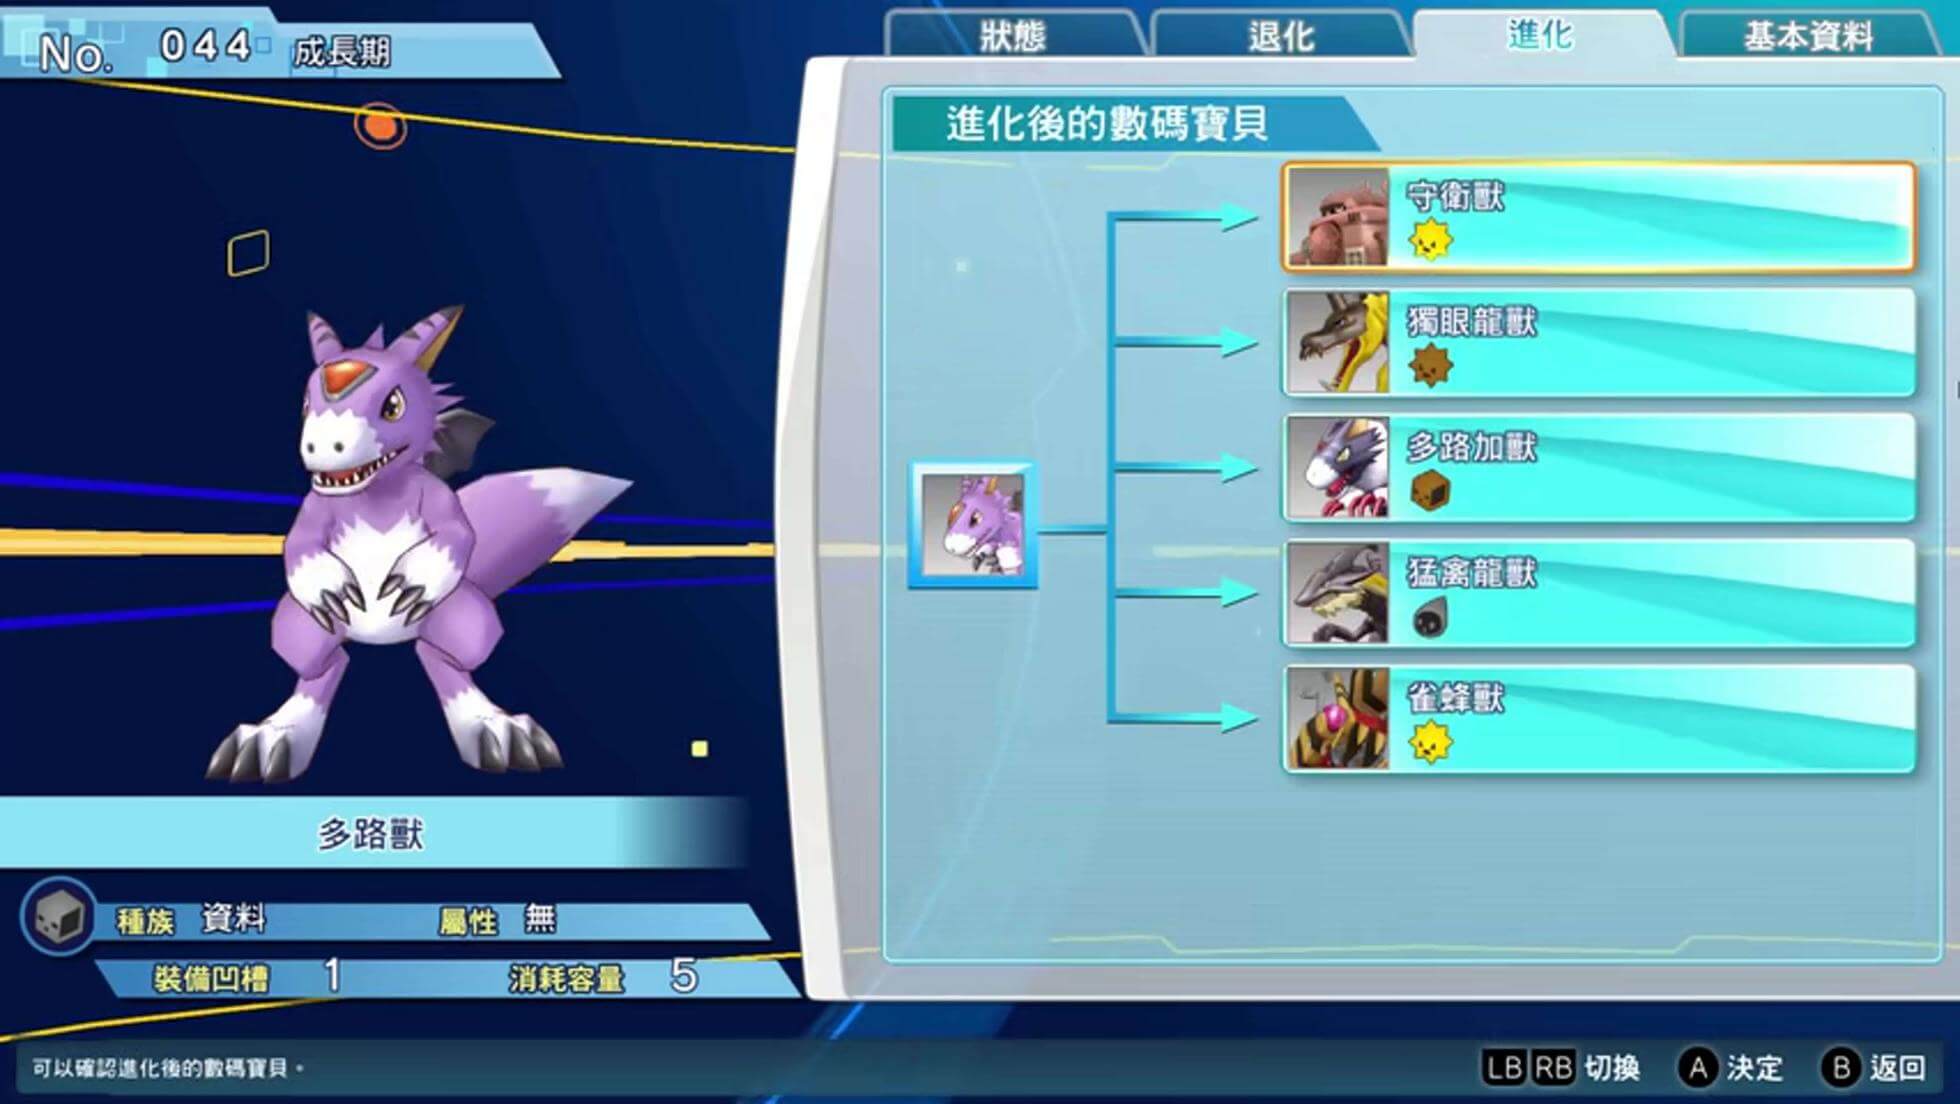 No. 044 成長期
狀態 退化 進化 基本資料
進化後的數碼寶貝
守衛獸
獨眼龍獸
多路加獸
猛禽龍獸
雀蜂獸
多路獸
種族 資料 屬性 無
裝備凹槽 1 消耗容量 5
可以確認進化後的數碼寶貝。
LB RB 切換 A 決定 B 返回